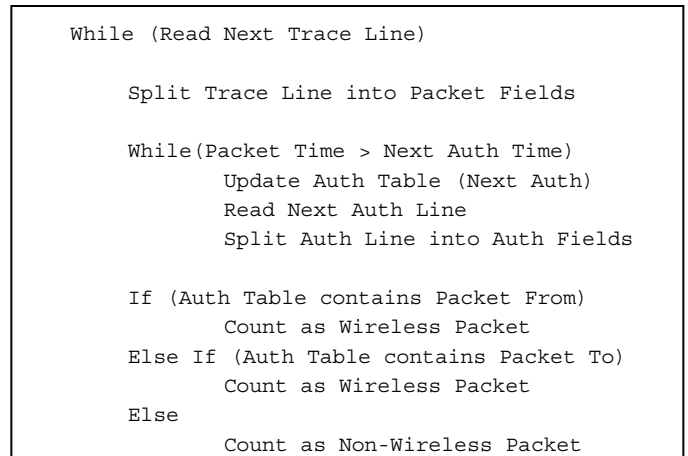 While (Read Next Trace Line)
Split Trace Line into Packet Fields
While(Packet Time > Next Auth Time)
Update Auth Table (Next Auth)
Read Next Auth Line
Split Auth Line into Auth Fields
If (Auth Table contains Packet From)
Count as Wireless Packet
Else If (Auth Table contains Packet To)
Count as Wireless Packet
Else
Count as Non-Wireless Packet